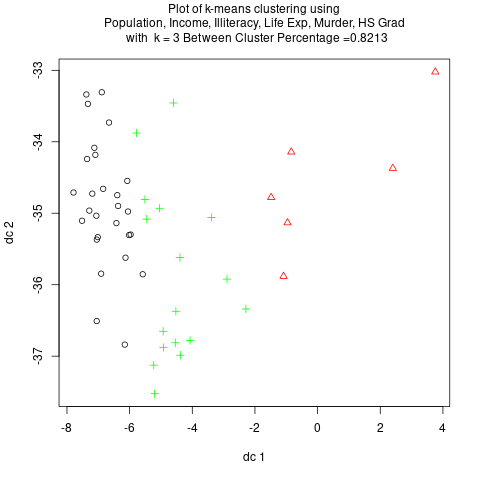 Plot of k-means clustering using
Population, Income, Illiteracy, Life Exp, Murder, HS Grad
with k = 3 Between Cluster Percentage =0.8213
dc 2
-33
-34
-35
-36
-37
-8
-6
-4
-2
0
2
4
dc 1